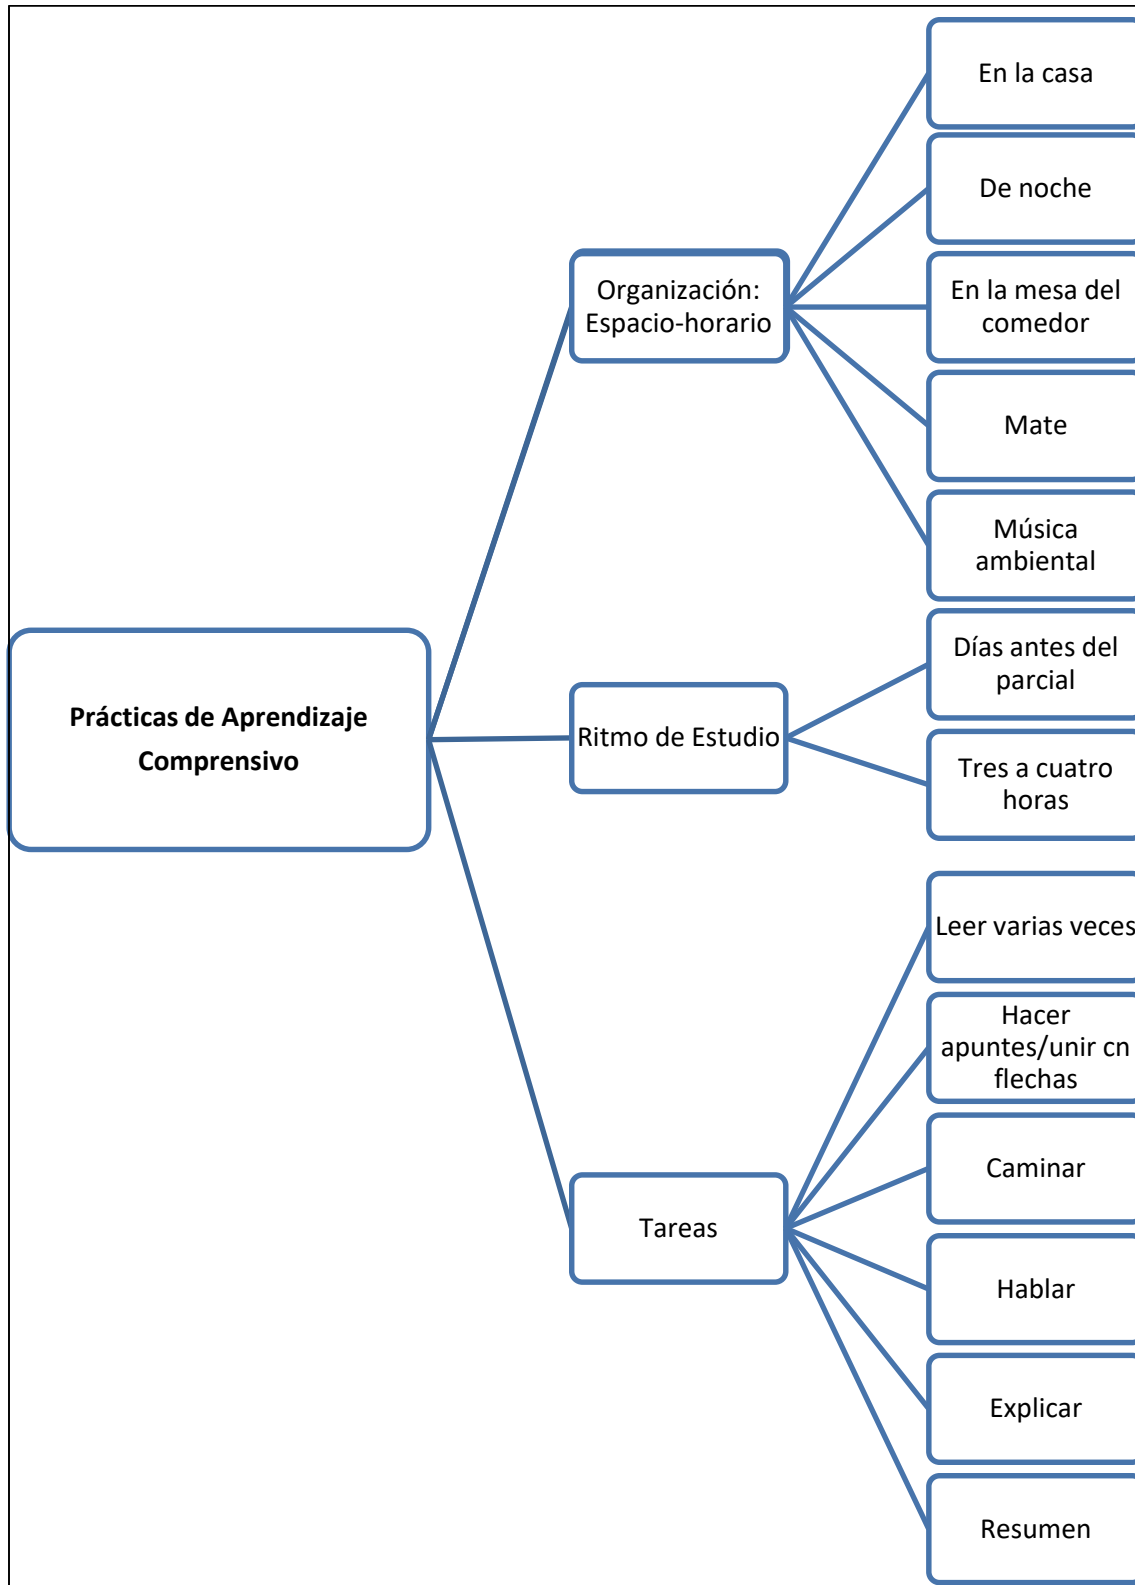 Prácticas de Aprendizaje
Comprensivo
Organización:
Espacio-horario
En la casa
De noche
En la mesa del
comedor
Mate
Música
ambiental
Ritmo de Estudio
Días antes del
parcial
Tres a cuatro
horas
Tareas
Leer varias veces
Hacer
apuntes/unir cn
flechas
Caminar
Hablar
Explicar
Resumen